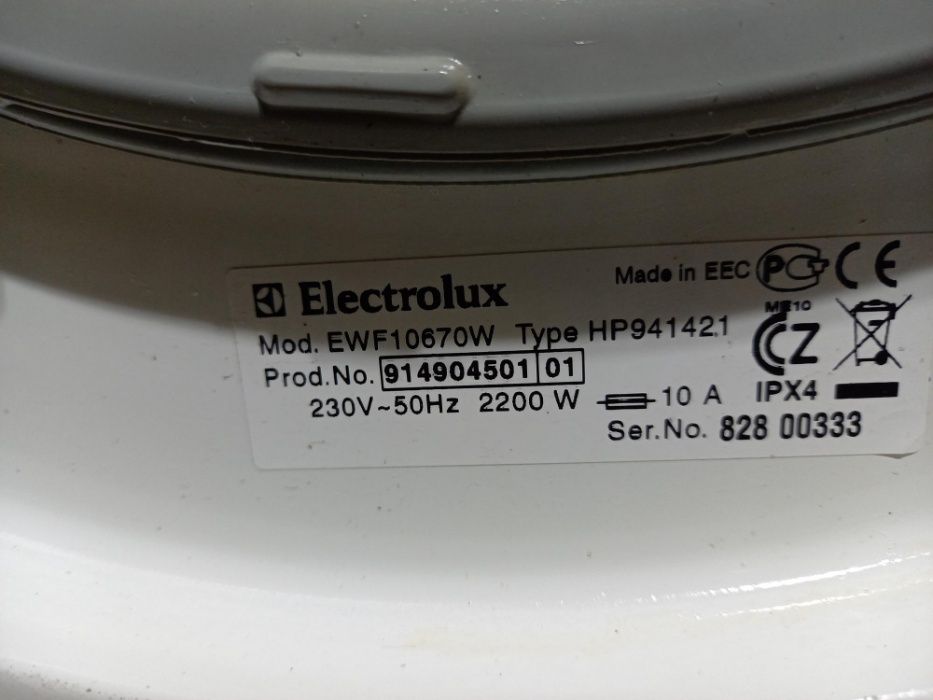 Electrolux
Made in EEC
Mod. EWF10670W Type HP941421
Prod.No. 914904501 01
230V~50Hz 2200 W 10 A IPX4
Ser.No. 828 00333